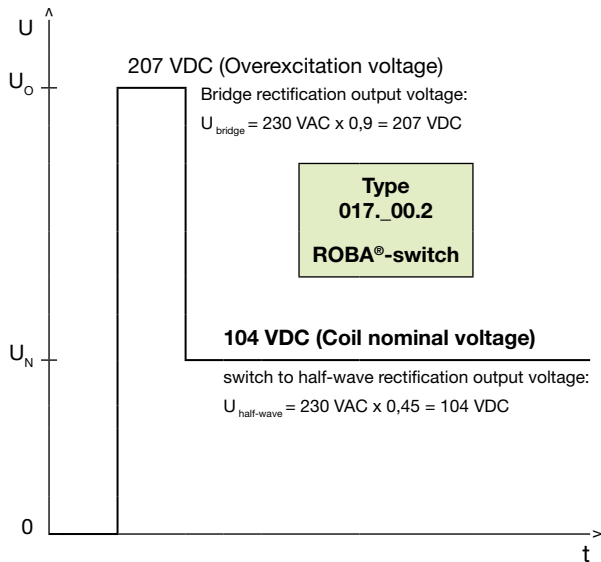 U
207 VDC (Overexcitation voltage)
U_O
Bridge rectification output voltage:
U_bridge = 230 VAC x 0,9 = 207 VDC
Type
017._00.2
ROBA®-switch
104 VDC (Coil nominal voltage)
U_N
switch to half-wave rectification output voltage:
U_half-wave = 230 VAC x 0,45 = 104 VDC
0
t